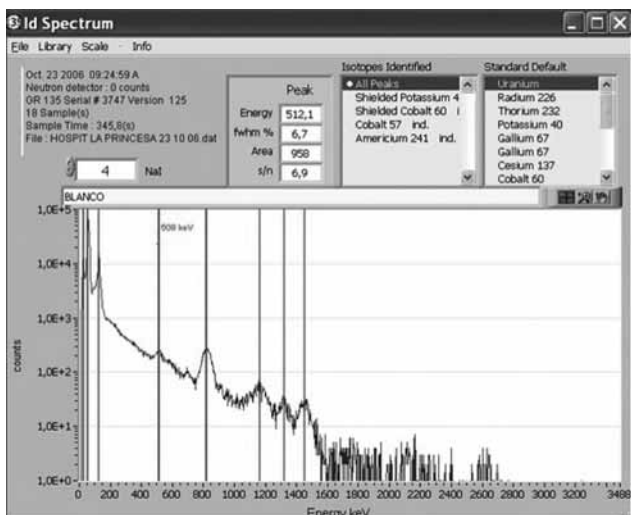 Id Spectrum
File Library Scale - Info
Oct. 23 2006 09:24:59 A
Neutron detector : 0 counts
GR 135 Serial # 3747 Version 125
18 Sample(s)
Sample Time : 345,8(s)
File : HOSPIT LA PRINCESA 23 10 06.dat
4 Nat
Peak
Energy 512,1
fwhm % 6,7
Area 958
s/n 6,9
Isotopes Identified
All Peaks
Shielded Potassium 4
Shielded Cobalt 60 i
Cobalt 57 ind.
Americium 241 ind.
Standard Default
Uranium
Radium 226
Thorium 232
Potassium 40
Gallium 67
Gallium 67
Cesium 137
Cobalt 60
BLANCO
counts
1,0E+5
1,0E+4
1,0E+3
1,0E+2
1,0E+1
1,0E+0
508 keV
0 200 400 600 800 1000 1200 1400 1600 1800 2000 2200 2400 2600 2800 3000 3200 3488
Energy keV